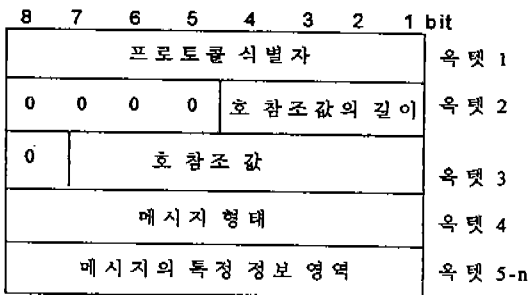 8 7 6 5 4 3 2 1 bit
프로토콜 식별자 옥텟 1
0 0 0 0 호 참조값의 길이 옥텟 2
0 호 참조 값 옥텟 3
메시지 형태 옥텟 4
메시지의 특정 정보 영역 옥텟 5-n